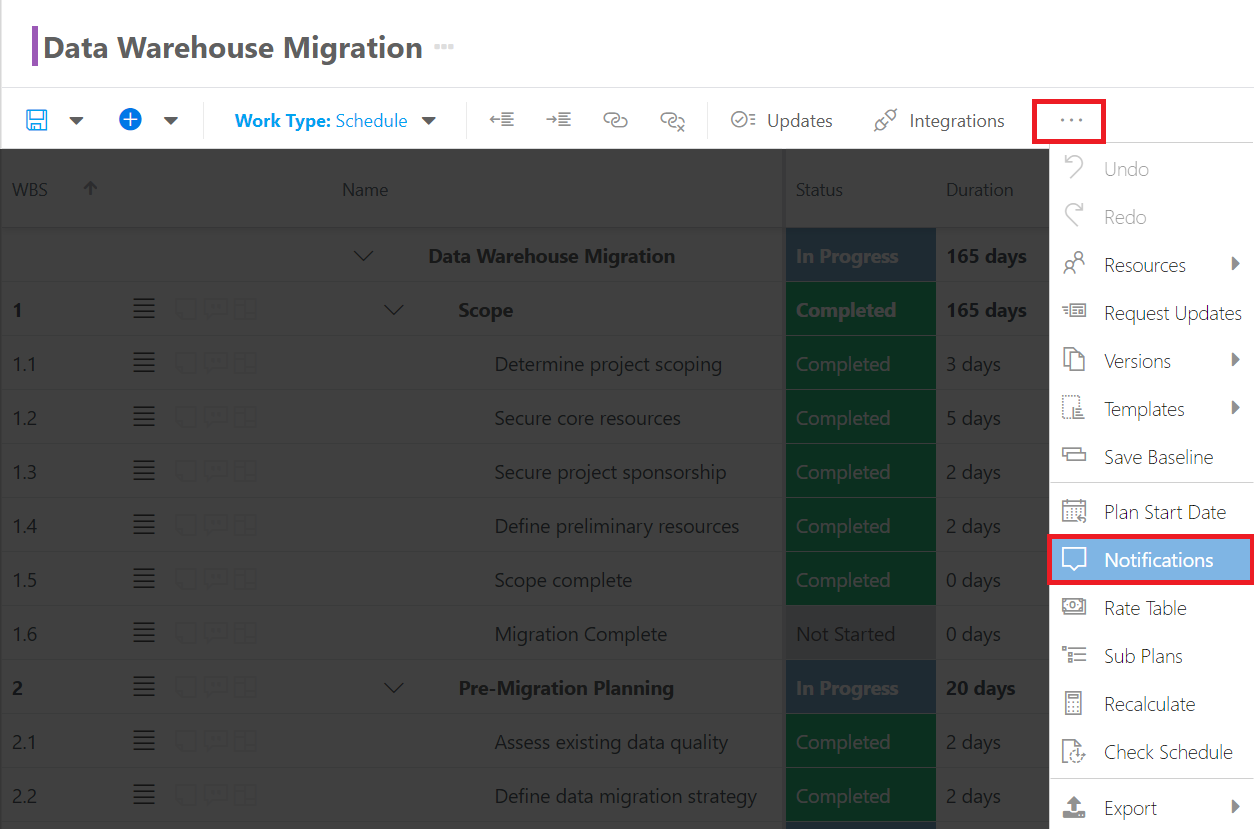 Data Warehouse Migration ...
Work Type: Schedule
Updates
Integrations
...
WBS Name Status Duration
Data Warehouse Migration In Progress 165 days
1 Scope Completed 165 days
1.1 Determine project scoping Completed 3 days
1.2 Secure core resources Completed 5 days
1.3 Secure project sponsorship Completed 2 days
1.4 Define preliminary resources Completed 2 days
1.5 Scope complete Completed 0 days
1.6 Migration Complete Not Started 0 days
2 Pre-Migration Planning In Progress 20 days
2.1 Assess existing data quality Completed 2 days
2.2 Define data migration strategy Completed 2 days
Undo
Redo
Resources
Request Updates
Versions
Templates
Save Baseline
Plan Start Date
Notifications
Rate Table
Sub Plans
Recalculate
Check Schedule
Export